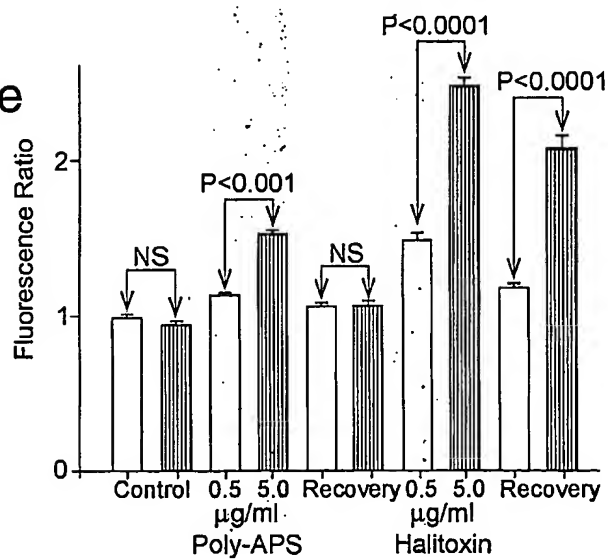 e
P<0.0001
P<0.0001
2
P<0.001
NS
NS
1
0
Fluorescence Ratio
Control 0.5 5.0 Recovery 0.5 5.0 Recovery
µg/ml µg/ml
Poly-APS Halitoxin